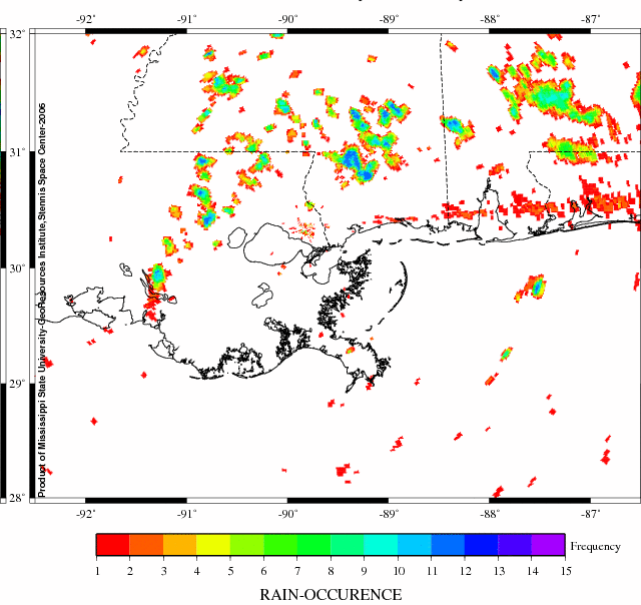 -92˚ -91˚ -90˚ -89˚ -88˚ -87˚
32˚
31˚
30˚
29˚
28˚
Product of Mississippi State University-GeoResources Institute,Stennis Space Center-2006
-92˚ -91˚ -90˚ -89˚ -88˚ -87˚
Frequency
1 2 3 4 5 6 7 8 9 10 11 12 13 14 15
RAIN-OCCURENCE